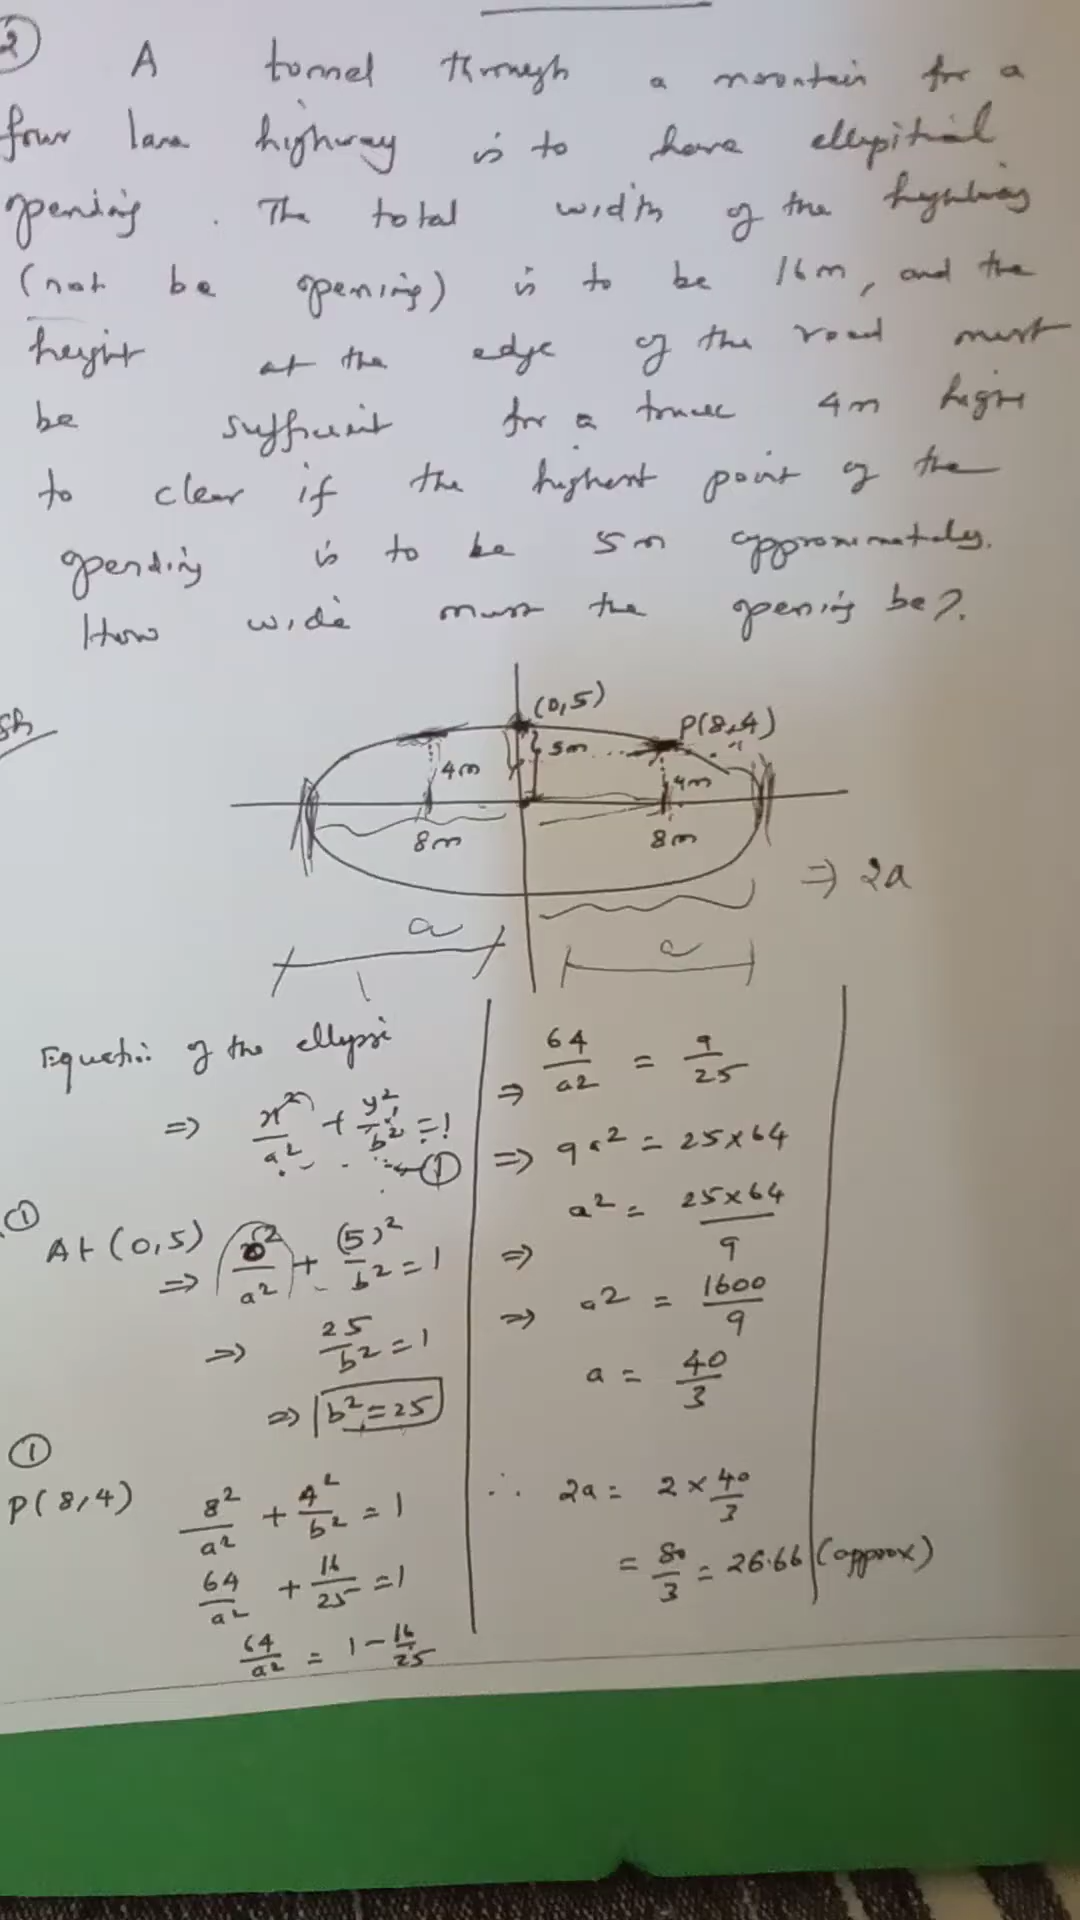 2
A tunnel through a mountain for a
four lane highway is to have elliptical
opening. The total width of the highway
(not be opening) is to be 16m, and the
height at the edge of the road must
be sufficient for a truck 4m high
to clear if the highest point of the
opening is to be 5m approximately.
How wide must the opening be?
(0,5)
P(8,4)
5m
4m
4m
8m
8m
⇒ 2a
a
a
Equation of the ellipse
⇒ x²/a² + y²/b² = 1
①
①
At (0,5)
⇒ 0²/a² + (5)²/b² = 1
⇒ 25/b² = 1
⇒ b² = 25
①
P(8,4) 8²/a² + 4²/b² = 1
64/a² + 16/25 = 1
64/a² = 1 - 16/25
⇒ 64/a² = 9/25
⇒ 9a² = 25×64
⇒ a² = 25×64/9
⇒ a² = 1600/9
a = 40/3
∴ 2a = 2 × 40/3
= 80/3 = 26.66 (approx)